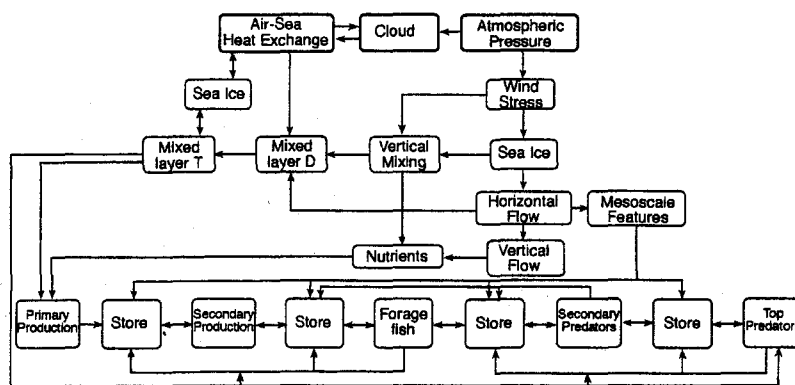 Air-Sea
Heat Exchange
Cloud
Atmospheric
Pressure
Sea Ice
Wind
Stress
Mixed
layer T
Mixed
layer D
Vertical
Mixing
Sea Ice
Horizontal
Flow
Mesoscale
Features
Nutrients
Vertical
Flow
Primary
Production
Store
Secondary
Production
Store
Forage
fish
Store
Secondary
Predators
Store
Top
Predator